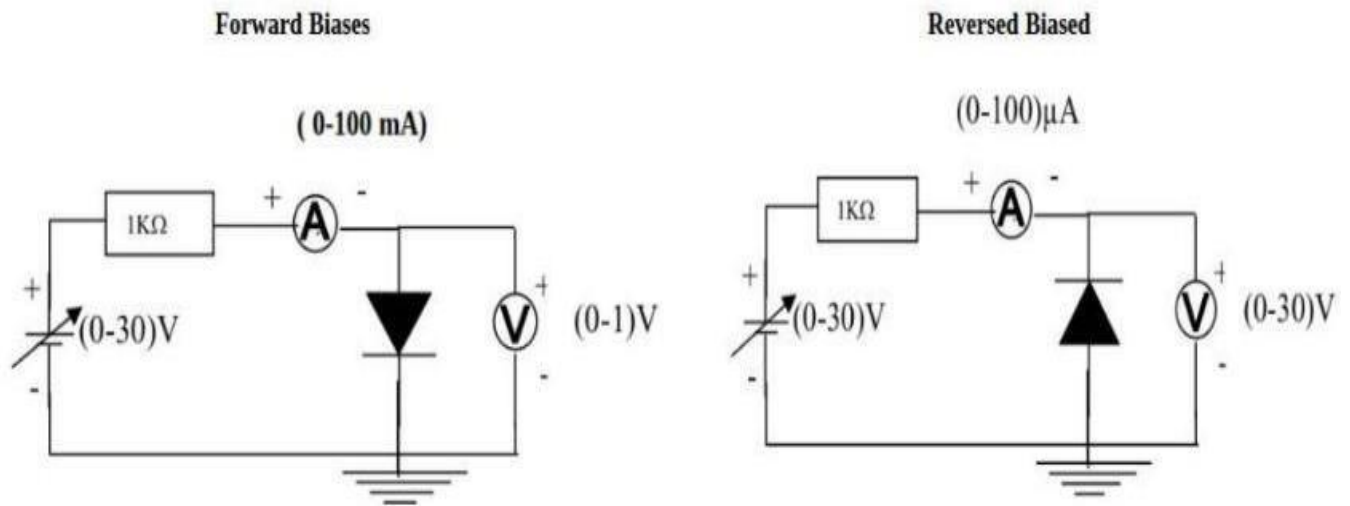 Forward Biases
( 0-100 mA)
+ -
1KΩ
A
+
(0-30)V
-
V
+
(0-1)V
-
Reversed Biased
(0-100)μA
+ -
1KΩ
A
+
(0-30)V
-
V
+
(0-30)V
-